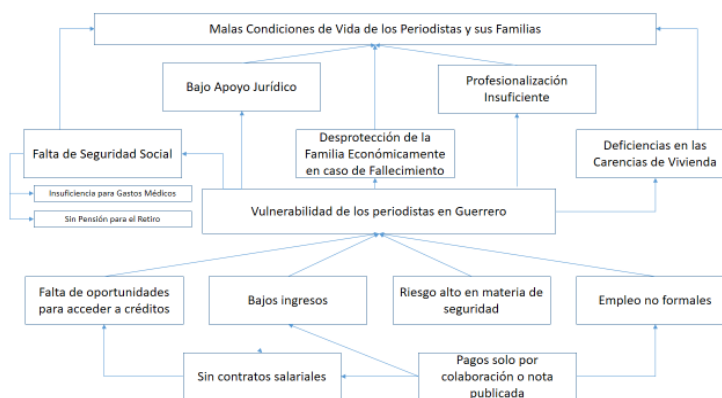 Malas Condiciones de Vida de los Periodistas y sus Familias
Bajo Apoyo Jurídico
Profesionalización
Insuficiente
Falta de Seguridad Social
Desprotección de la
Familia Económicamente
en caso de Fallecimiento
Deficiencias en las
Carencias de Vivienda
Insuficiencia para Gastos Médicos
Sin Pensión para el Retiro
Vulnerabilidad de los periodistas en Guerrero
Falta de oportunidades
para acceder a créditos
Bajos ingresos
Riesgo alto en materia de
seguridad
Empleo no formales
Sin contratos salariales
Pagos solo por
colaboración o nota
publicada